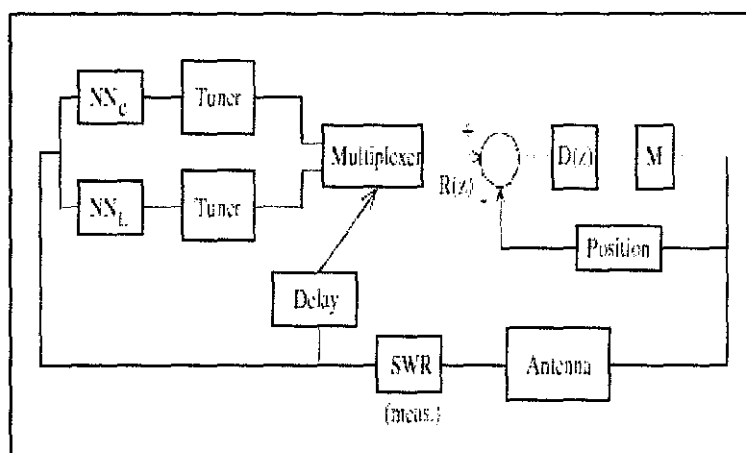 NNc
Tuner
Multiplexer
+
R(z)
-
D(z)
M
NNL
Tuner
Position
Delay
SWR
(meas.)
Antenna